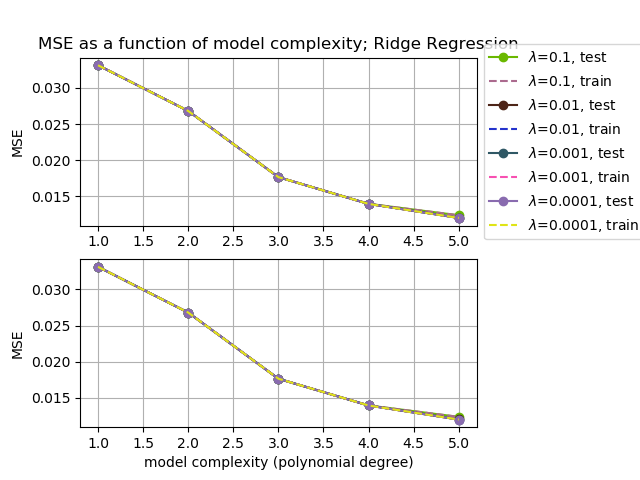 MSE as a function of model complexity; Ridge Regression
λ=0.1, test
λ=0.1, train
λ=0.01, test
λ=0.01, train
λ=0.001, test
λ=0.001, train
λ=0.0001, test
λ=0.0001, train
MSE
0.030
0.025
0.020
0.015
1.0 1.5 2.0 2.5 3.0 3.5 4.0 4.5 5.0
MSE
0.030
0.025
0.020
0.015
1.0 1.5 2.0 2.5 3.0 3.5 4.0 4.5 5.0
model complexity (polynomial degree)